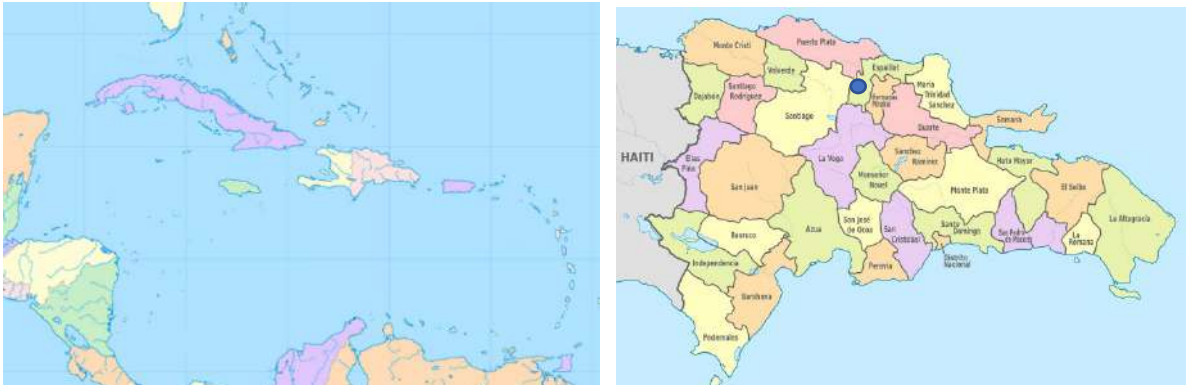 Monte Cristi
Puerto Plata
Valverde
Espaillat
Dajabón
Santiago
Rodríguez
María
Trinidad
Sánchez
Santiago
Duarte
Samaná
HAITI
Elías
Piña
La Vega
Sánchez
Ramírez
Hato Mayor
San Juan
Monseñor
Nouel
Monte Plata
El Seibo
La Altagracia
Azua
San José
de Ocoa
San
Cristóbal
Santo
Domingo
San Pedro
de Macorís
La
Romana
Baoruco
Independencia
Peravia
Distrito
Nacional
Barahona
Pedernales